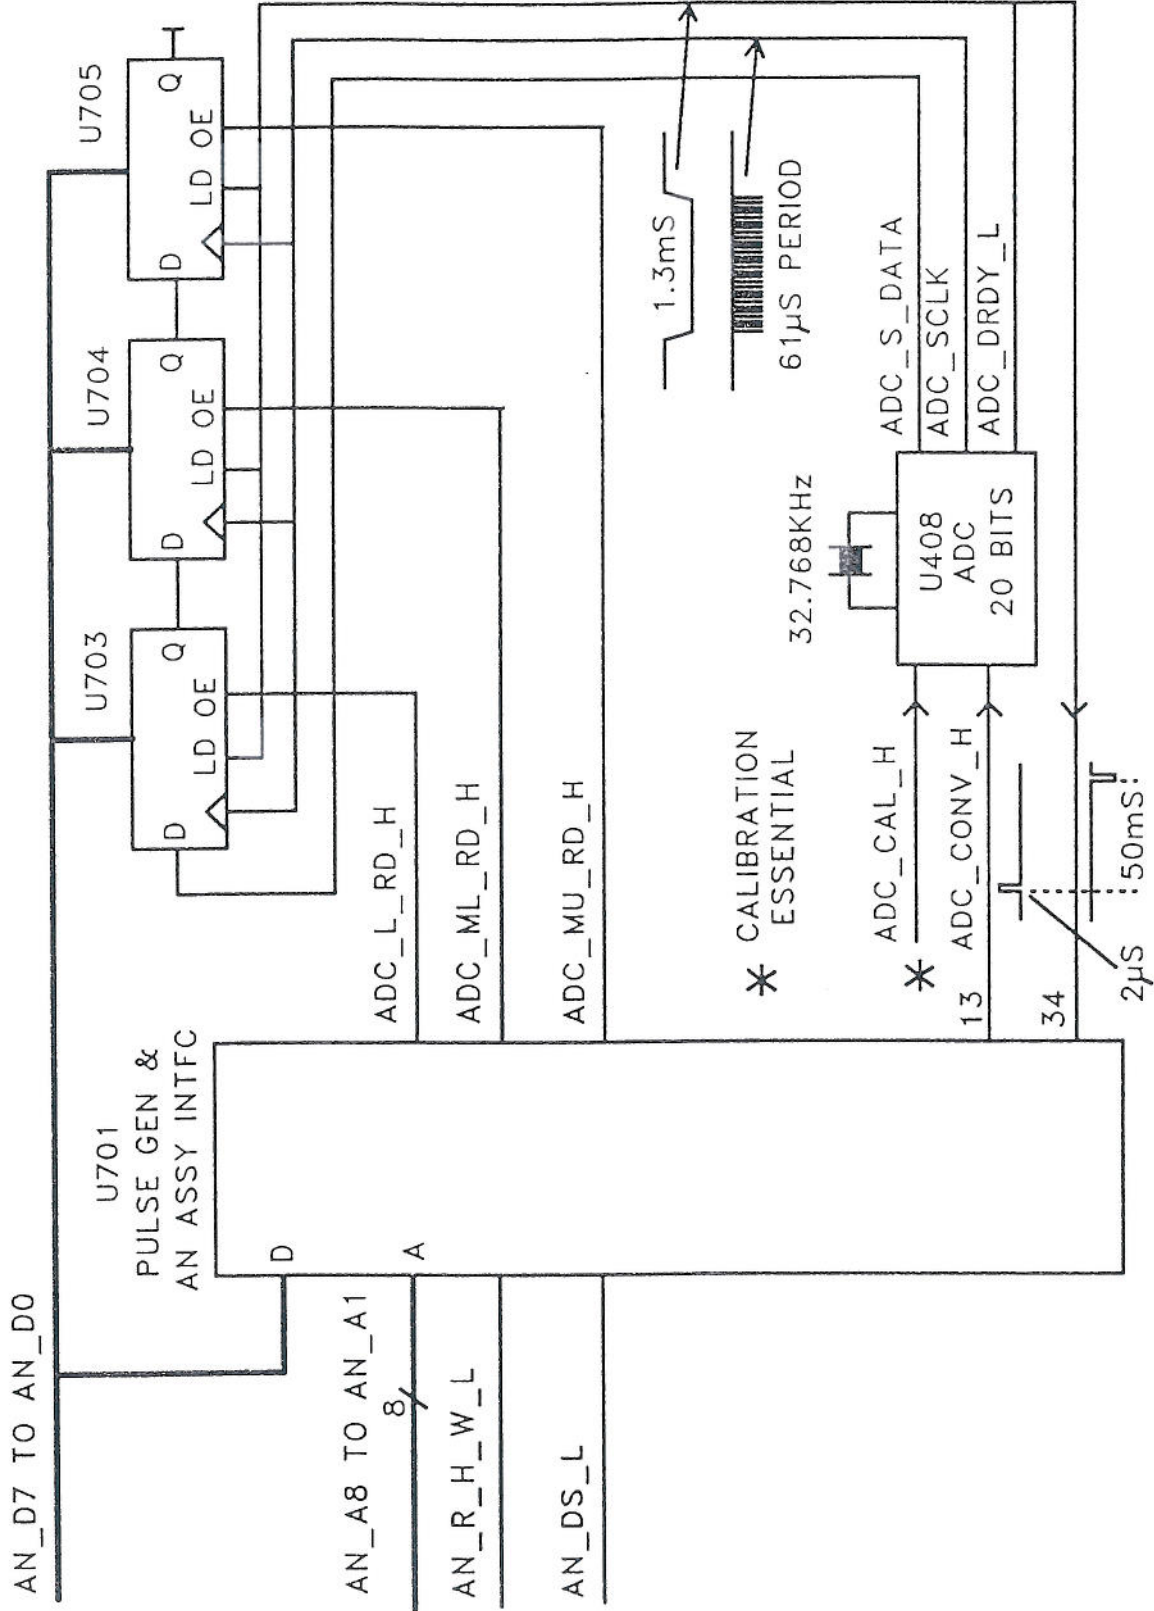 AN_D7 TO AN_D0
U701
PULSE GEN &
AN ASSY INTFC
D
A
AN_A8 TO AN_A1
8
AN_R_H_W_L
AN_DS_L
U703
D
Q
LD OE
U704
D
Q
LD OE
U705
D
Q
LD OE
ADC_L_RD_H
ADC_ML_RD_H
ADC_MU_RD_H
* CALIBRATION
ESSENTIAL
* ADC_CAL_H
ADC_CONV_H
13
34
2µS
50mS
32.768KHz
U408
ADC
20 BITS
ADC_S_DATA
ADC_SCLK
ADC_DRDY_L
1.3mS
61µS PERIOD